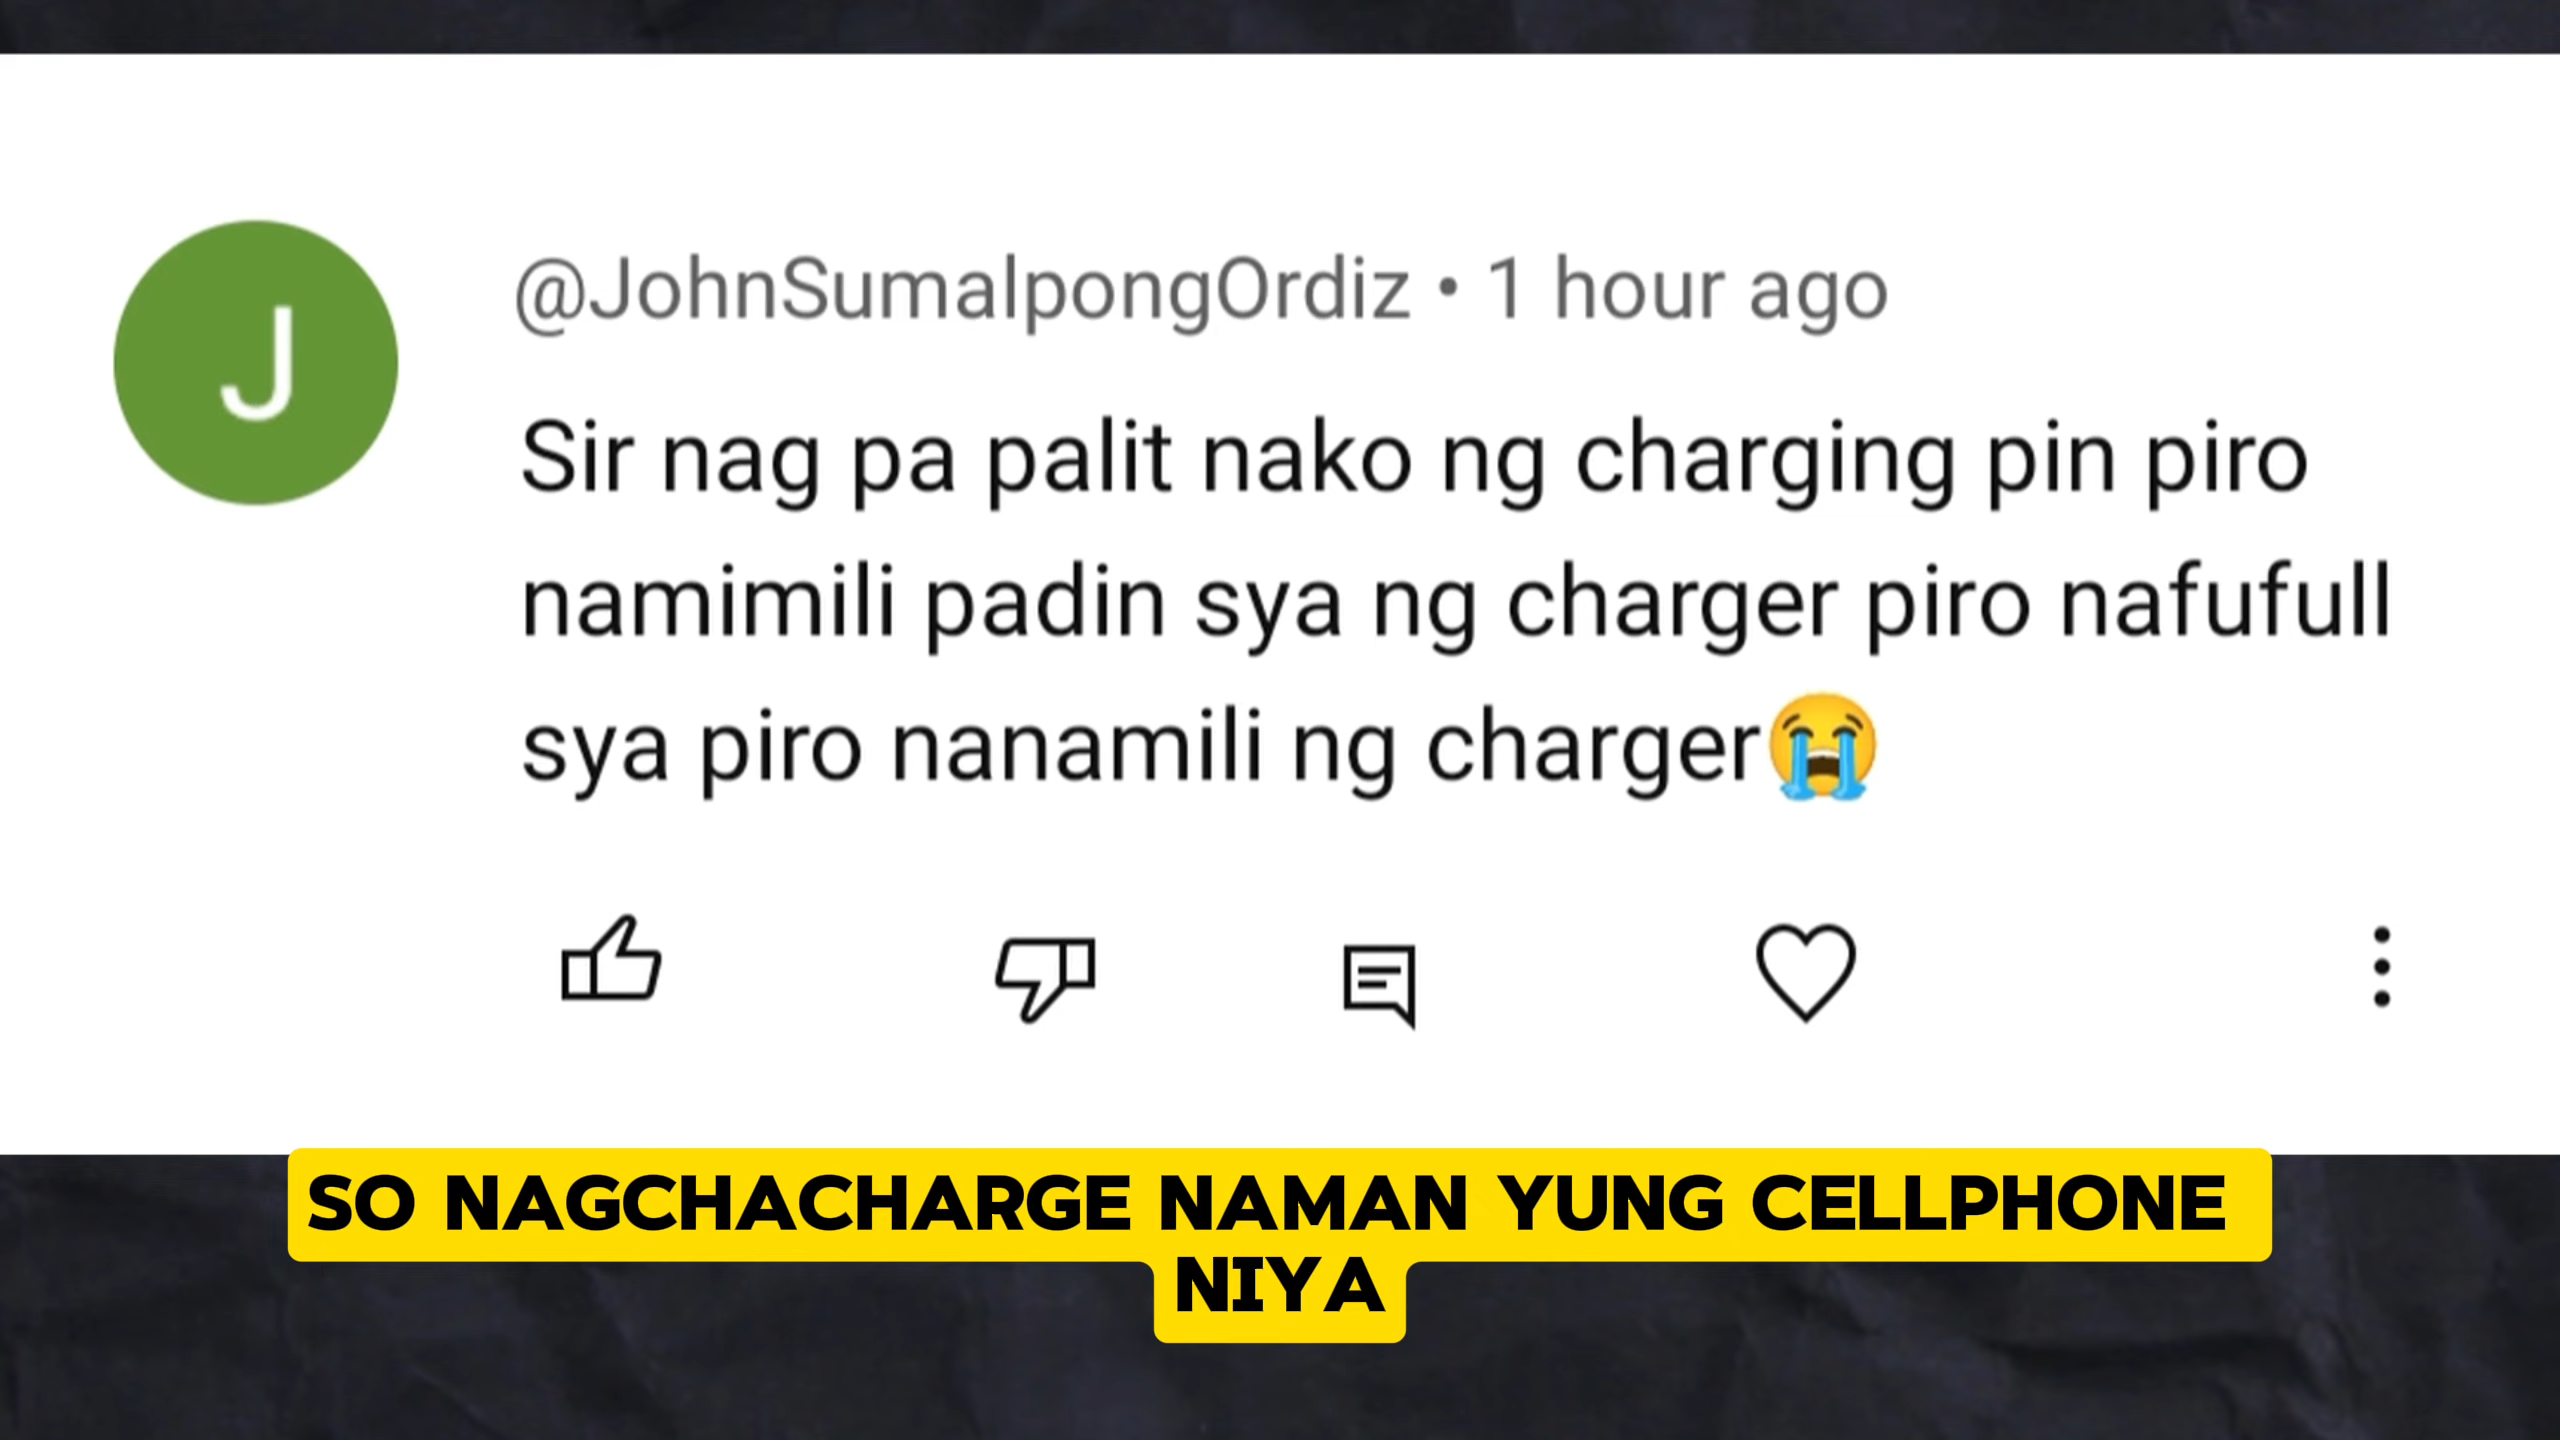 J
@JohnSumalpongOrdiz • 1 hour ago
Sir nag pa palit nako ng charging pin piro
namimili padin sya ng charger piro nafufull
sya piro nanamili ng charger😭
SO NAGCHACHARGE NAMAN YUNG CELLPHONE
NIYA